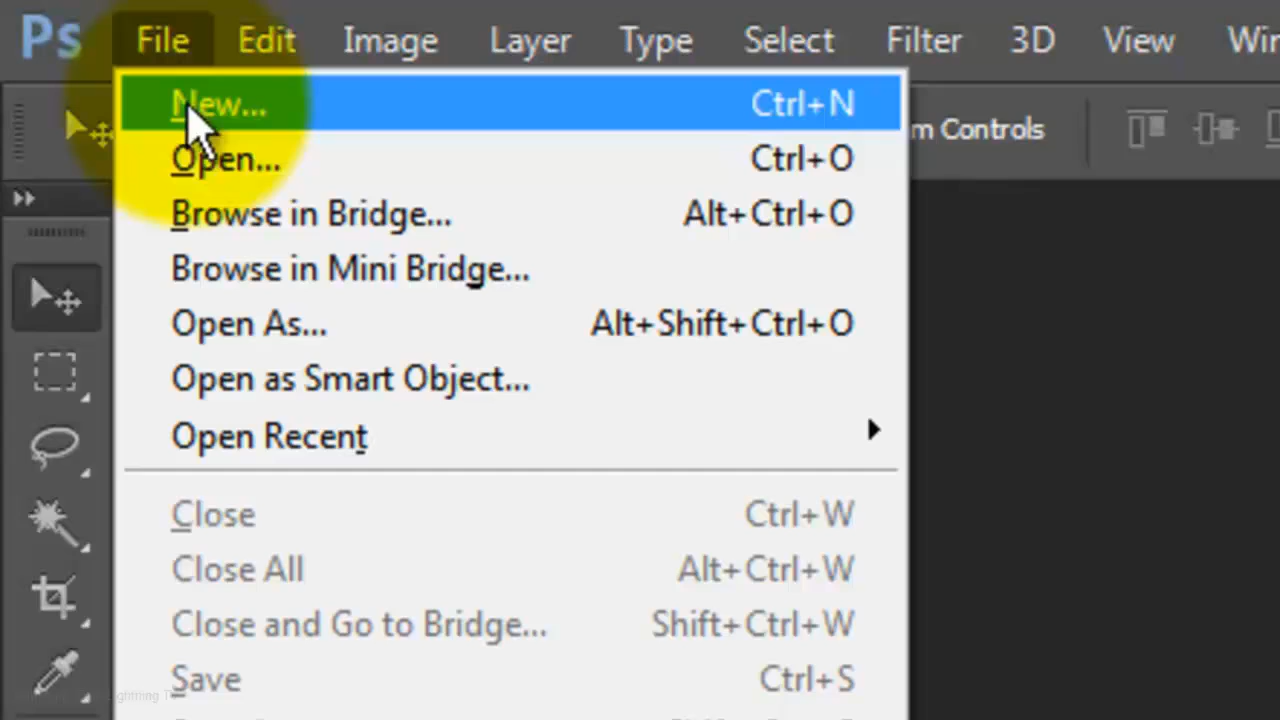 Ps File Edit Image Layer Type Select Filter 3D View
New... Ctrl+N
m Controls
Open... Ctrl+O
Browse in Bridge... Alt+Ctrl+O
Browse in Mini Bridge...
Open As... Alt+Shift+Ctrl+O
Open as Smart Object...
Open Recent
Close Ctrl+W
Close All Alt+Ctrl+W
Close and Go to Bridge... Shift+Ctrl+W
Save Ctrl+S